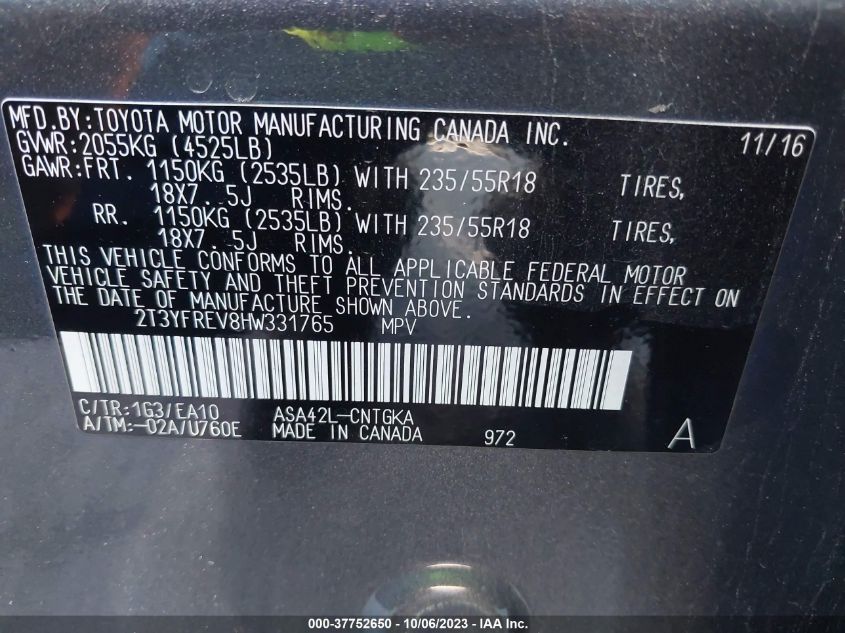 MFD.BY:TOYOTA MOTOR MANUFACTURING CANADA INC. 11/16
GVWR:2055KG (4525LB)
GAWR:FRT. 1150KG (2535LB) WITH 235/55R18 TIRES,
18X7.5J RIMS.
RR. 1150KG (2535LB) WITH 235/55R18 TIRES,
18X7.5J RIMS.
THIS VEHICLE CONFORMS TO ALL APPLICABLE FEDERAL MOTOR
VEHICLE SAFETY AND THEFT PREVENTION STANDARDS IN EFFECT ON
THE DATE OF MANUFACTURE SHOWN ABOVE.
2T3YFREV8HW331765 MPV
C/TR:1G3/EA10 ASA42L-CNTGKA
A/TM:-02A/U760E MADE IN CANADA 972 A
000-37752650 - 10/06/2023 - IAA Inc.